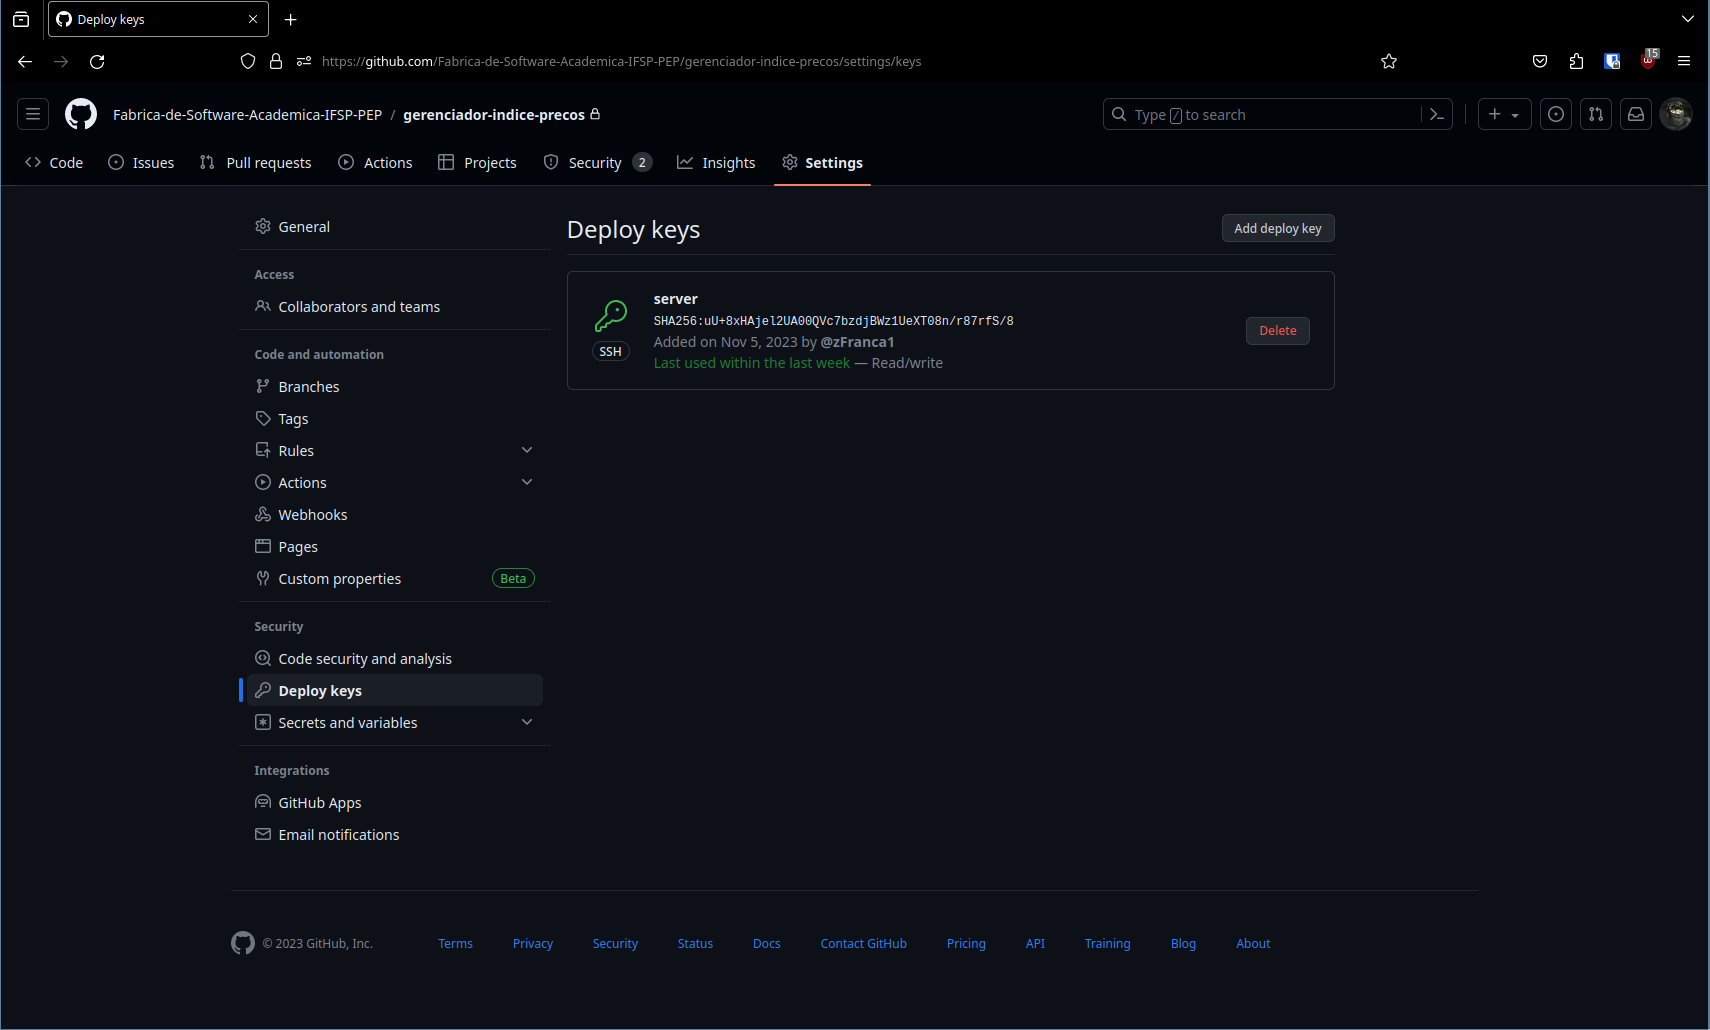 Deploy keys
https://github.com/Fabrica-de-Software-Academica-IFSP-PEP/gerenciador-indice-precos/settings/keys
15
Fabrica-de-Software-Academica-IFSP-PEP / gerenciador-indice-precos
Type / to search
Code
Issues
Pull requests
Actions
Projects
Security 2
Insights
Settings
General
Access
Collaborators and teams
Code and automation
Branches
Tags
Rules
Actions
Webhooks
Pages
Custom properties Beta
Security
Code security and analysis
Deploy keys
Secrets and variables
Integrations
GitHub Apps
Email notifications
Deploy keys
Add deploy key
SSH
server
SHA256:uU+8xHAjel2UA00QVc7bzdjBWz1UeXT08n/r87rfS/8
Added on Nov 5, 2023 by @zFranca1
Last used within the last week — Read/write
Delete
© 2023 GitHub, Inc.
Terms
Privacy
Security
Status
Docs
Contact GitHub
Pricing
API
Training
Blog
About